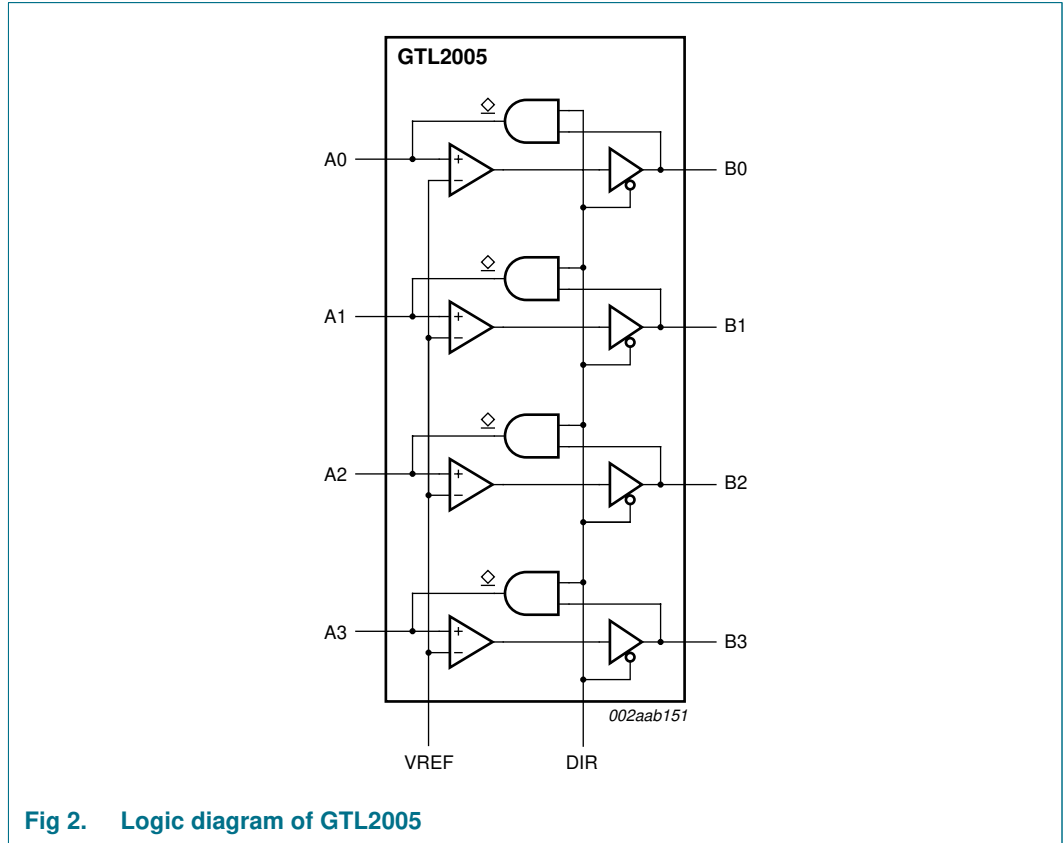 GTL2005
A0
+
−
B0
A1
+
−
B1
A2
+
−
B2
A3
+
−
B3
002aab151
VREF DIR
Fig 2. Logic diagram of GTL2005